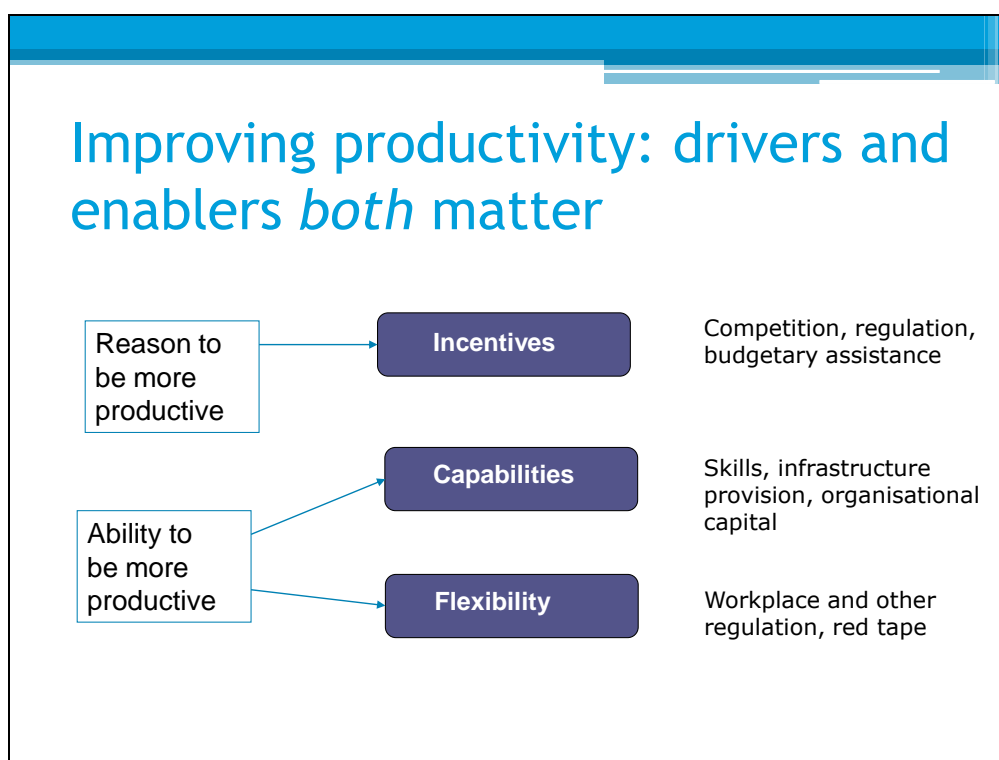 Improving productivity: drivers and
enablers both matter
Reason to
be more
productive
Incentives
Competition, regulation,
budgetary assistance
Ability to
be more
productive
Capabilities
Skills, infrastructure
provision, organisational
capital
Flexibility
Workplace and other
regulation, red tape